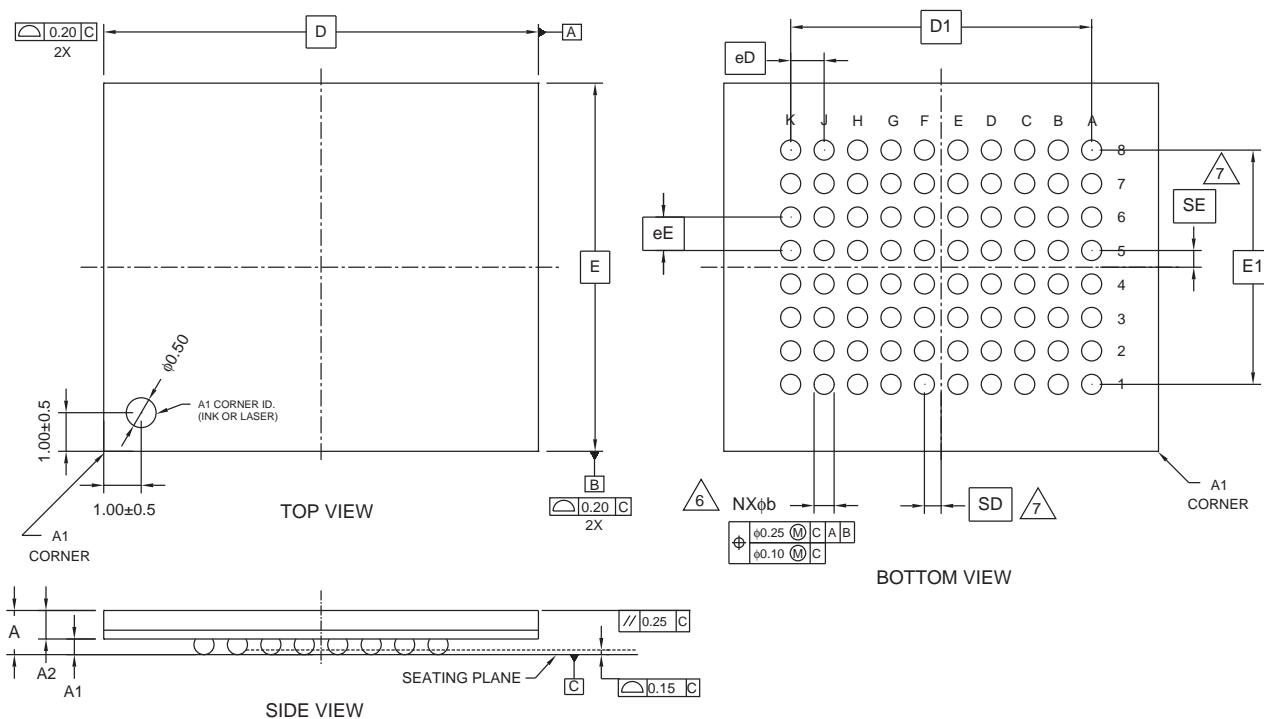 ⌓ 0.20 C
2X
D
A
E
φ0.50
A1 CORNER ID.
(INK OR LASER)
1.00±0.5
1.00±0.5
B
⌓ 0.20 C
2X
TOP VIEW
A1
CORNER
D1
eD
K J H G F E D C B A
8
7
6
5
4
3
2
1
7
SE
eE
E1
6
NXφb
⌖ φ0.25 Ⓜ C A B
φ0.10 Ⓜ C
SD
7
A1
CORNER
BOTTOM VIEW
A
A2
A1
// 0.25 C
SEATING PLANE
C
⌓ 0.15 C
SIDE VIEW